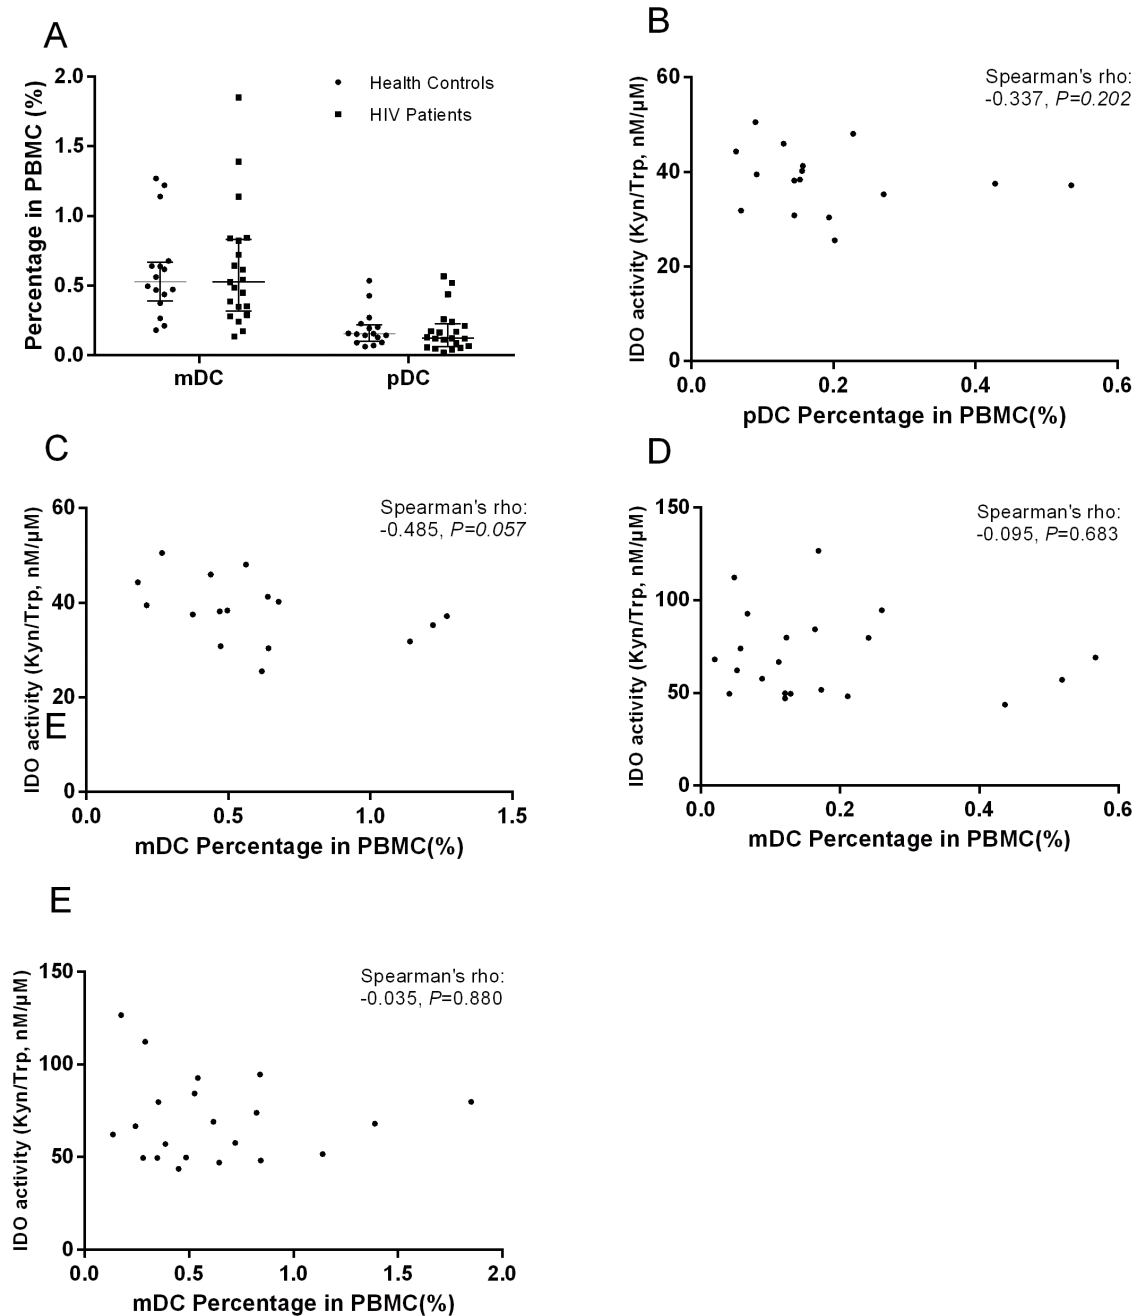 A
2.0
1.5
1.0
0.5
0.0
Percentage in PBMC (%)
Health Controls
HIV Patients
mDC
pDC
B
60
40
20
0
IDO activity (Kyn/Trp, nM/µM)
Spearman's rho:
-0.337, P=0.202
0.0
0.2
0.4
0.6
pDC Percentage in PBMC(%)
C
60
40
20
0
IDO activity (Kyn/Trp, nM/µM)
E
Spearman's rho:
-0.485, P=0.057
0.0
0.5
1.0
1.5
mDC Percentage in PBMC(%)
D
150
100
50
0
IDO activity (Kyn/Trp, nM/µM)
Spearman's rho:
-0.095, P=0.683
0.0
0.2
0.4
0.6
mDC Percentage in PBMC(%)
E
150
100
50
0
IDO activity (Kyn/Trp, nM/µM)
Spearman's rho:
-0.035, P=0.880
0.0
0.5
1.0
1.5
2.0
mDC Percentage in PBMC(%)